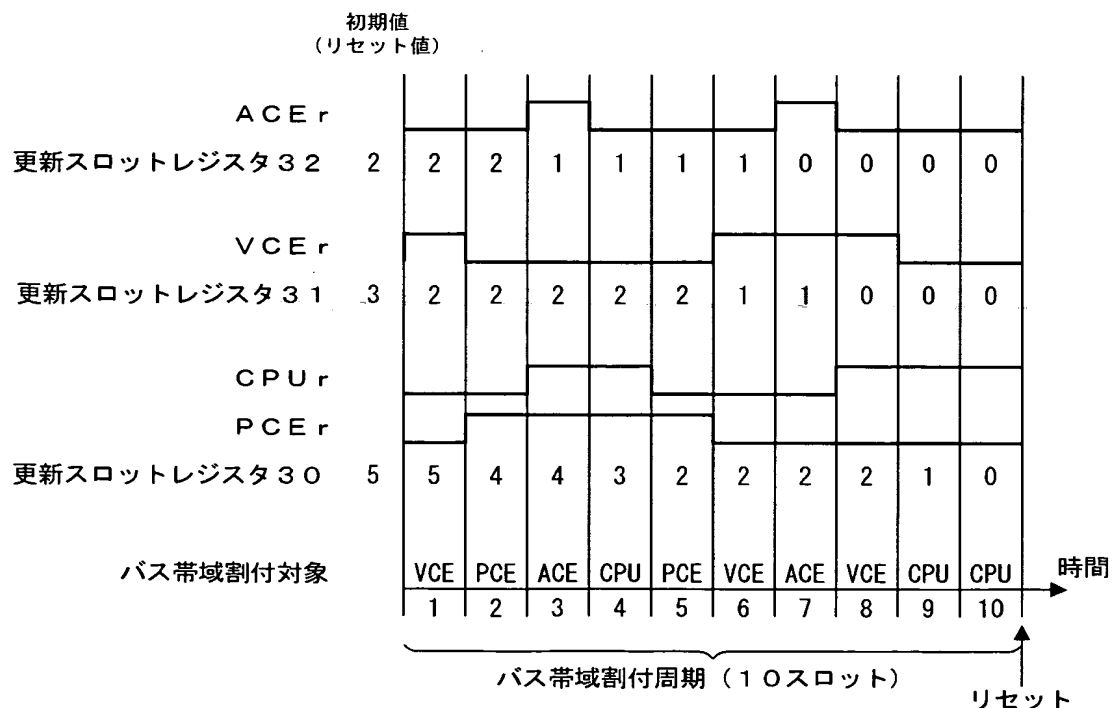 初期値
(リセット値)
ACEr
更新スロットレジスタ32 2 2 2 1 1 1 1 0 0 0 0
VCEr
更新スロットレジスタ31 3 2 2 2 2 2 1 1 0 0 0
CPUr
PCEr
更新スロットレジスタ30 5 5 4 4 3 2 2 2 2 1 0
バス帯域割付対象 VCE PCE ACE CPU PCE VCE ACE VCE CPU CPU 時間
1 2 3 4 5 6 7 8 9 10
バス帯域割付周期(10スロット)
リセット